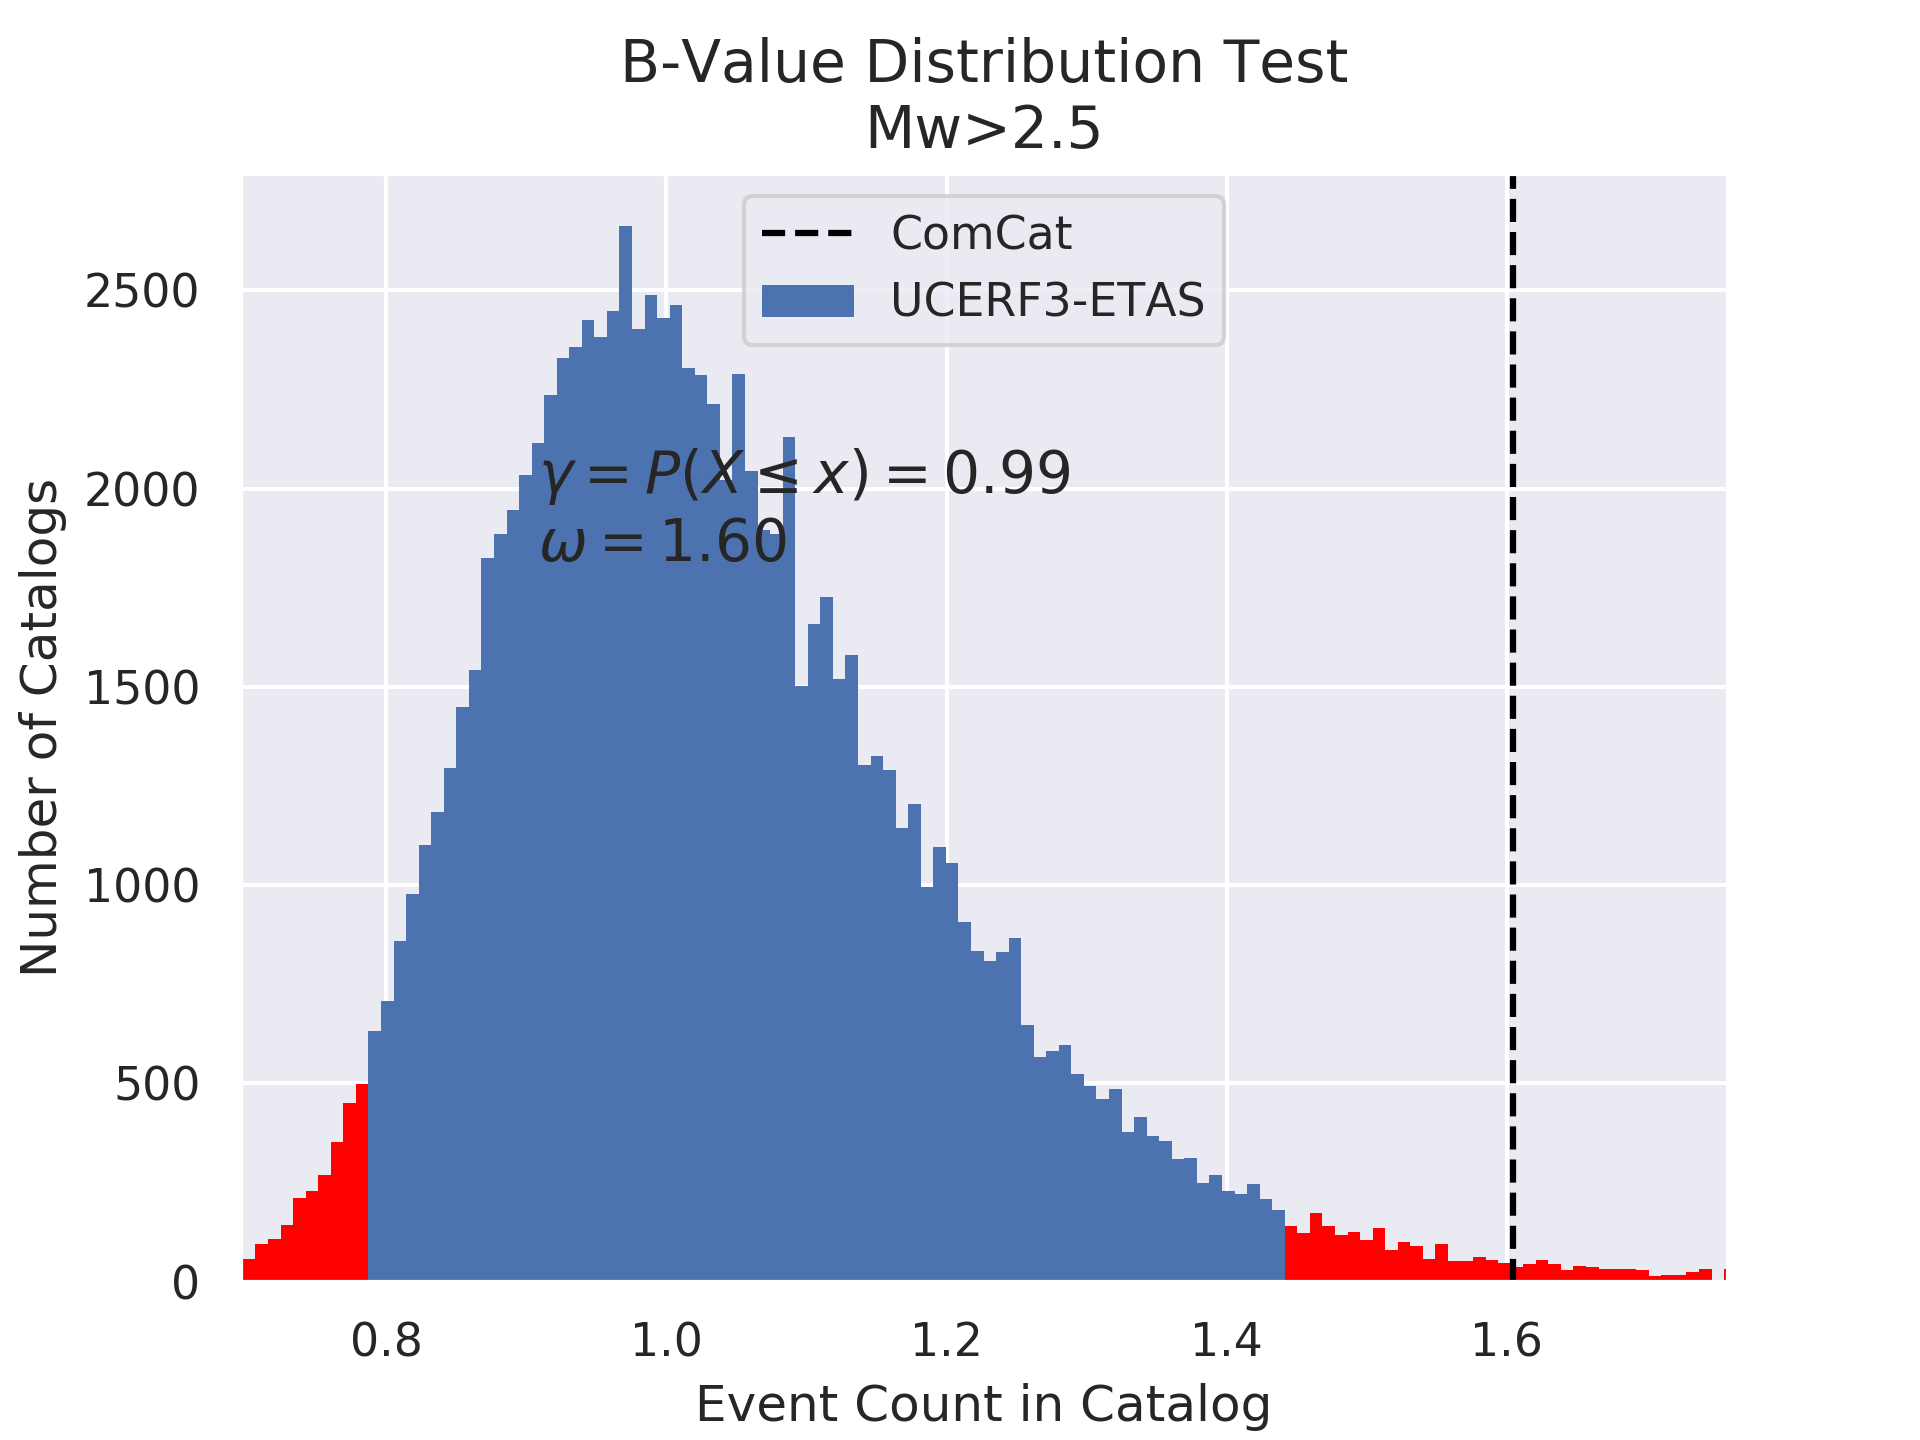 B-Value Distribution Test
Mw>2.5
ComCat
UCERF3-ETAS
γ = P(X ≤ x) = 0.99
ω = 1.60
Number of Catalogs
2500
2000
1500
1000
500
0
0.8 1.0 1.2 1.4 1.6
Event Count in Catalog